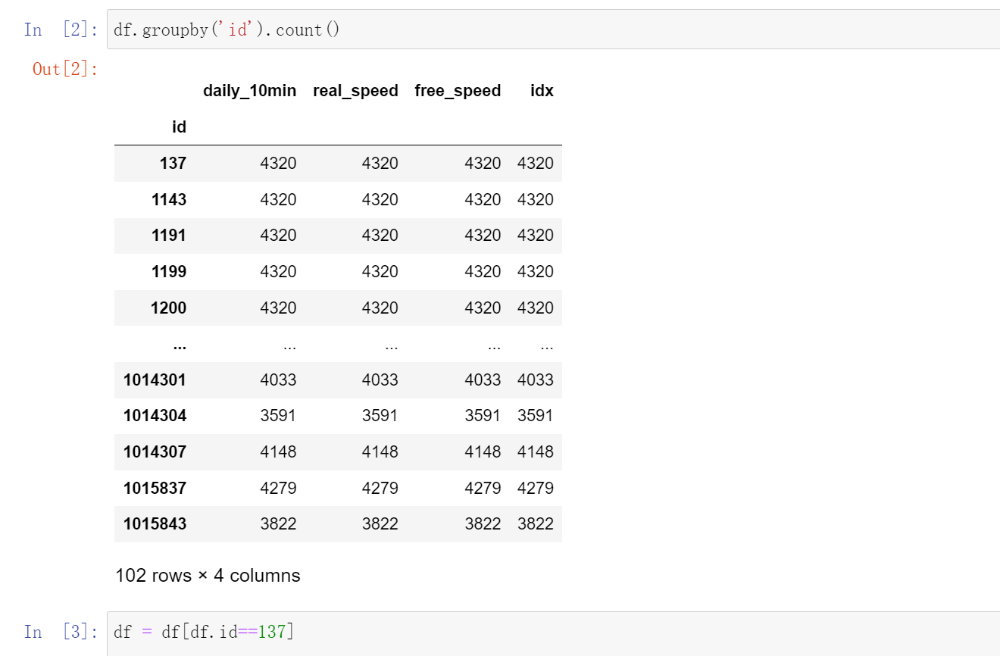 In [2]: df.groupby('id').count()
Out[2]:
daily_10min real_speed free_speed idx
id
137 4320 4320 4320 4320
1143 4320 4320 4320 4320
1191 4320 4320 4320 4320
1199 4320 4320 4320 4320
1200 4320 4320 4320 4320
... ... ... ... ...
1014301 4033 4033 4033 4033
1014304 3591 3591 3591 3591
1014307 4148 4148 4148 4148
1015837 4279 4279 4279 4279
1015843 3822 3822 3822 3822
102 rows × 4 columns
In [3]: df = df[df.id==137]